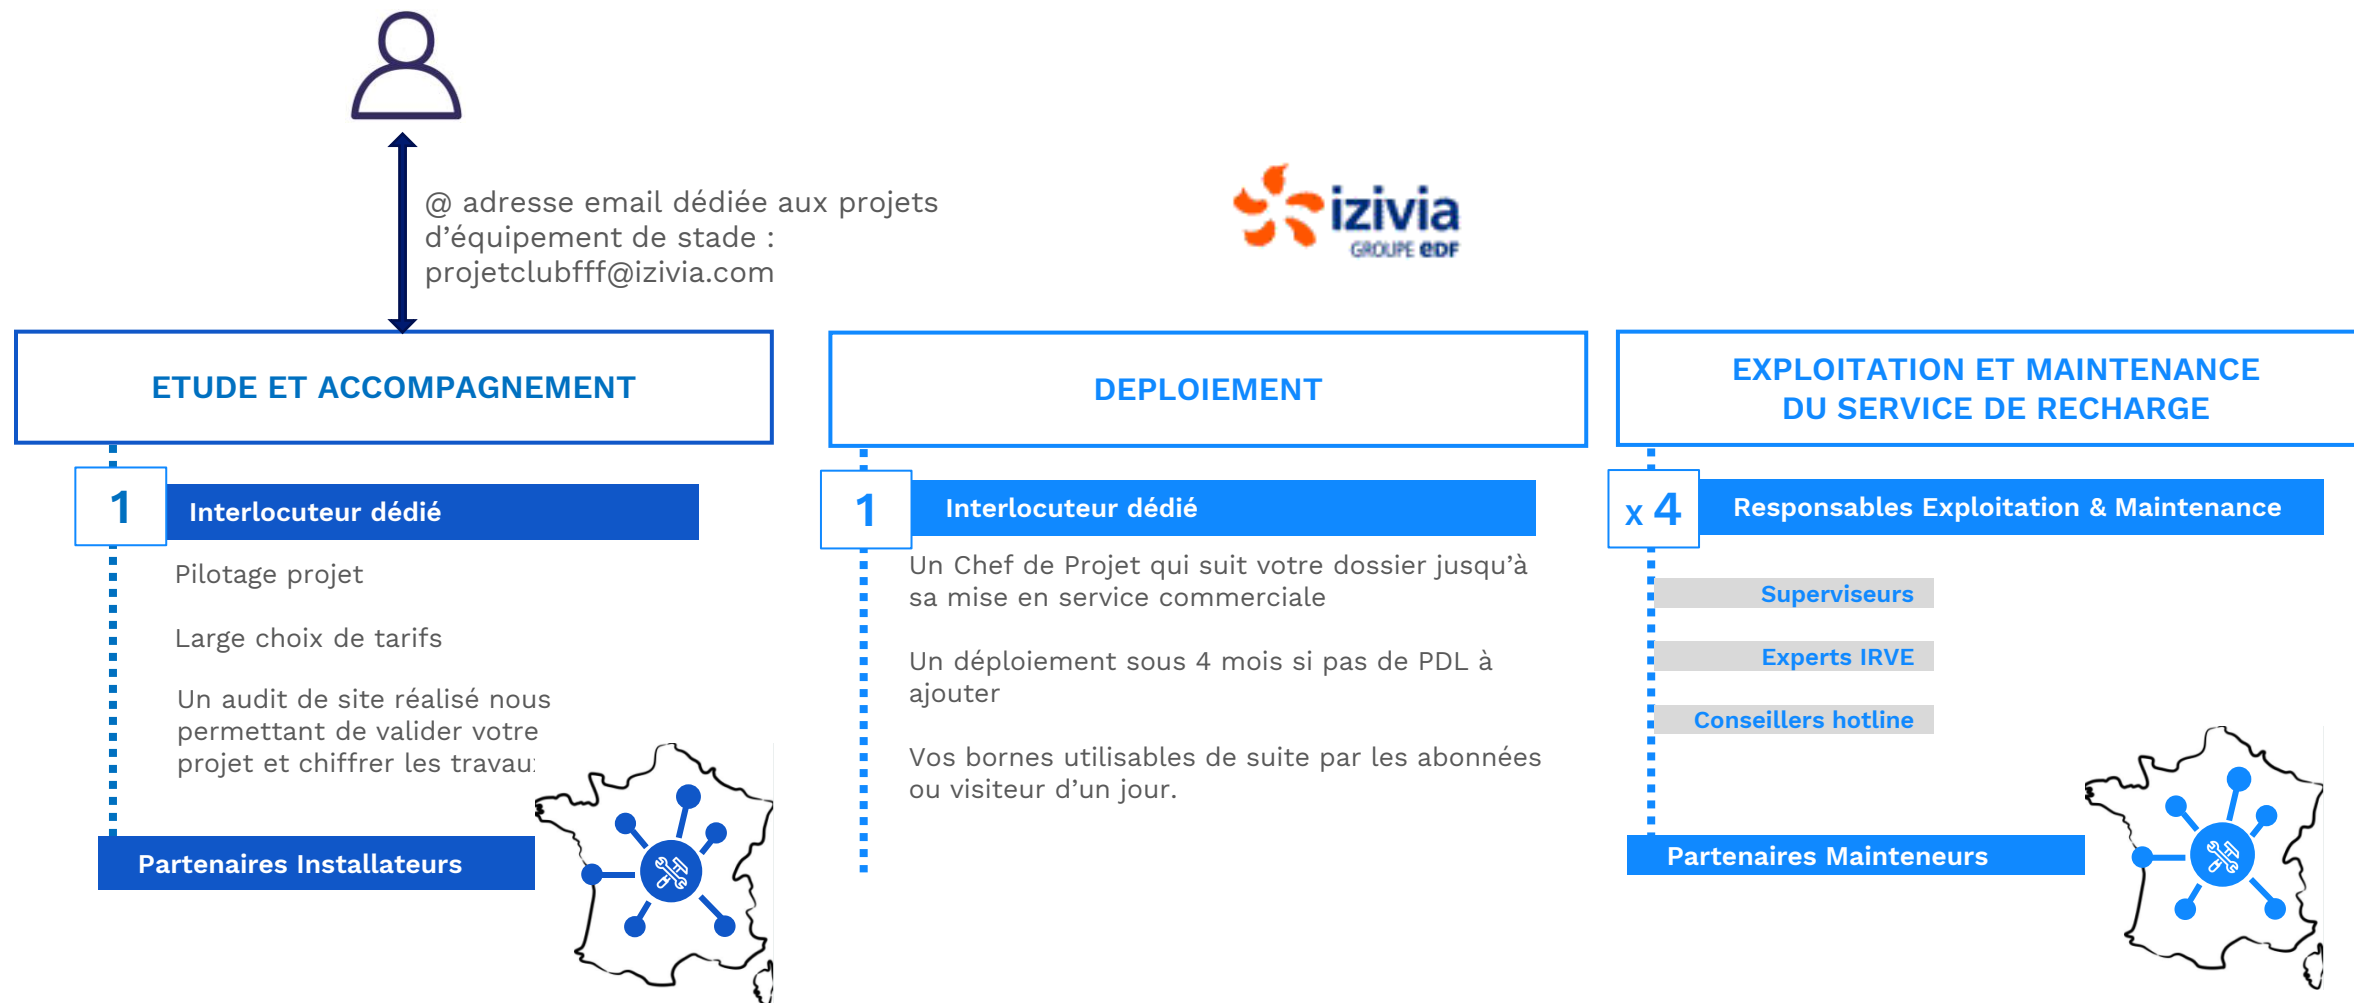 @ adresse email dédiée aux projets
d’équipement de stade :
projetclubfff@izivia.com
izivia
GROUPE eDF
ETUDE ET ACCOMPAGNEMENT
1
Interlocuteur dédié
Pilotage projet
Large choix de tarifs
Un audit de site réalisé nous
permettant de valider votre
projet et chiffrer les travau
Partenaires Installateurs
DEPLOIEMENT
1
Interlocuteur dédié
Un Chef de Projet qui suit votre dossier jusqu’à
sa mise en service commerciale
Un déploiement sous 4 mois si pas de PDL à
ajouter
Vos bornes utilisables de suite par les abonnées
ou visiteur d’un jour.
EXPLOITATION ET MAINTENANCE
DU SERVICE DE RECHARGE
x 4
Responsables Exploitation & Maintenance
Superviseurs
Experts IRVE
Conseillers hotline
Partenaires Mainteneurs